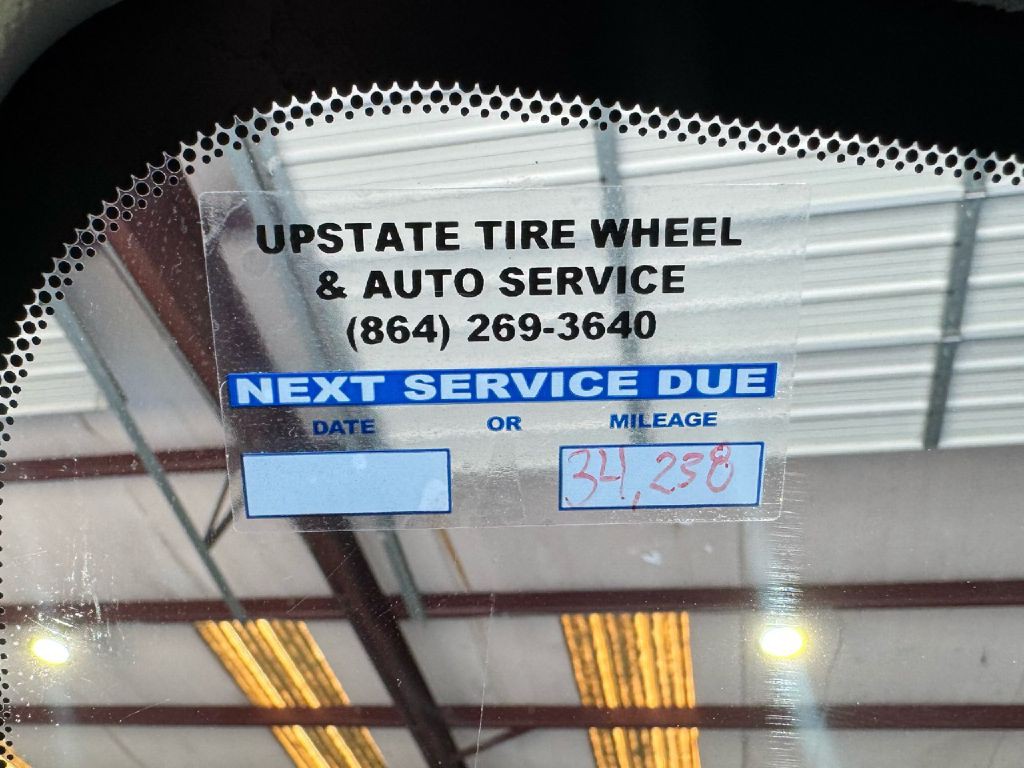 UPSTATE TIRE WHEEL
& AUTO SERVICE
(864) 269-3640
NEXT SERVICE DUE
DATE OR MILEAGE
34,238